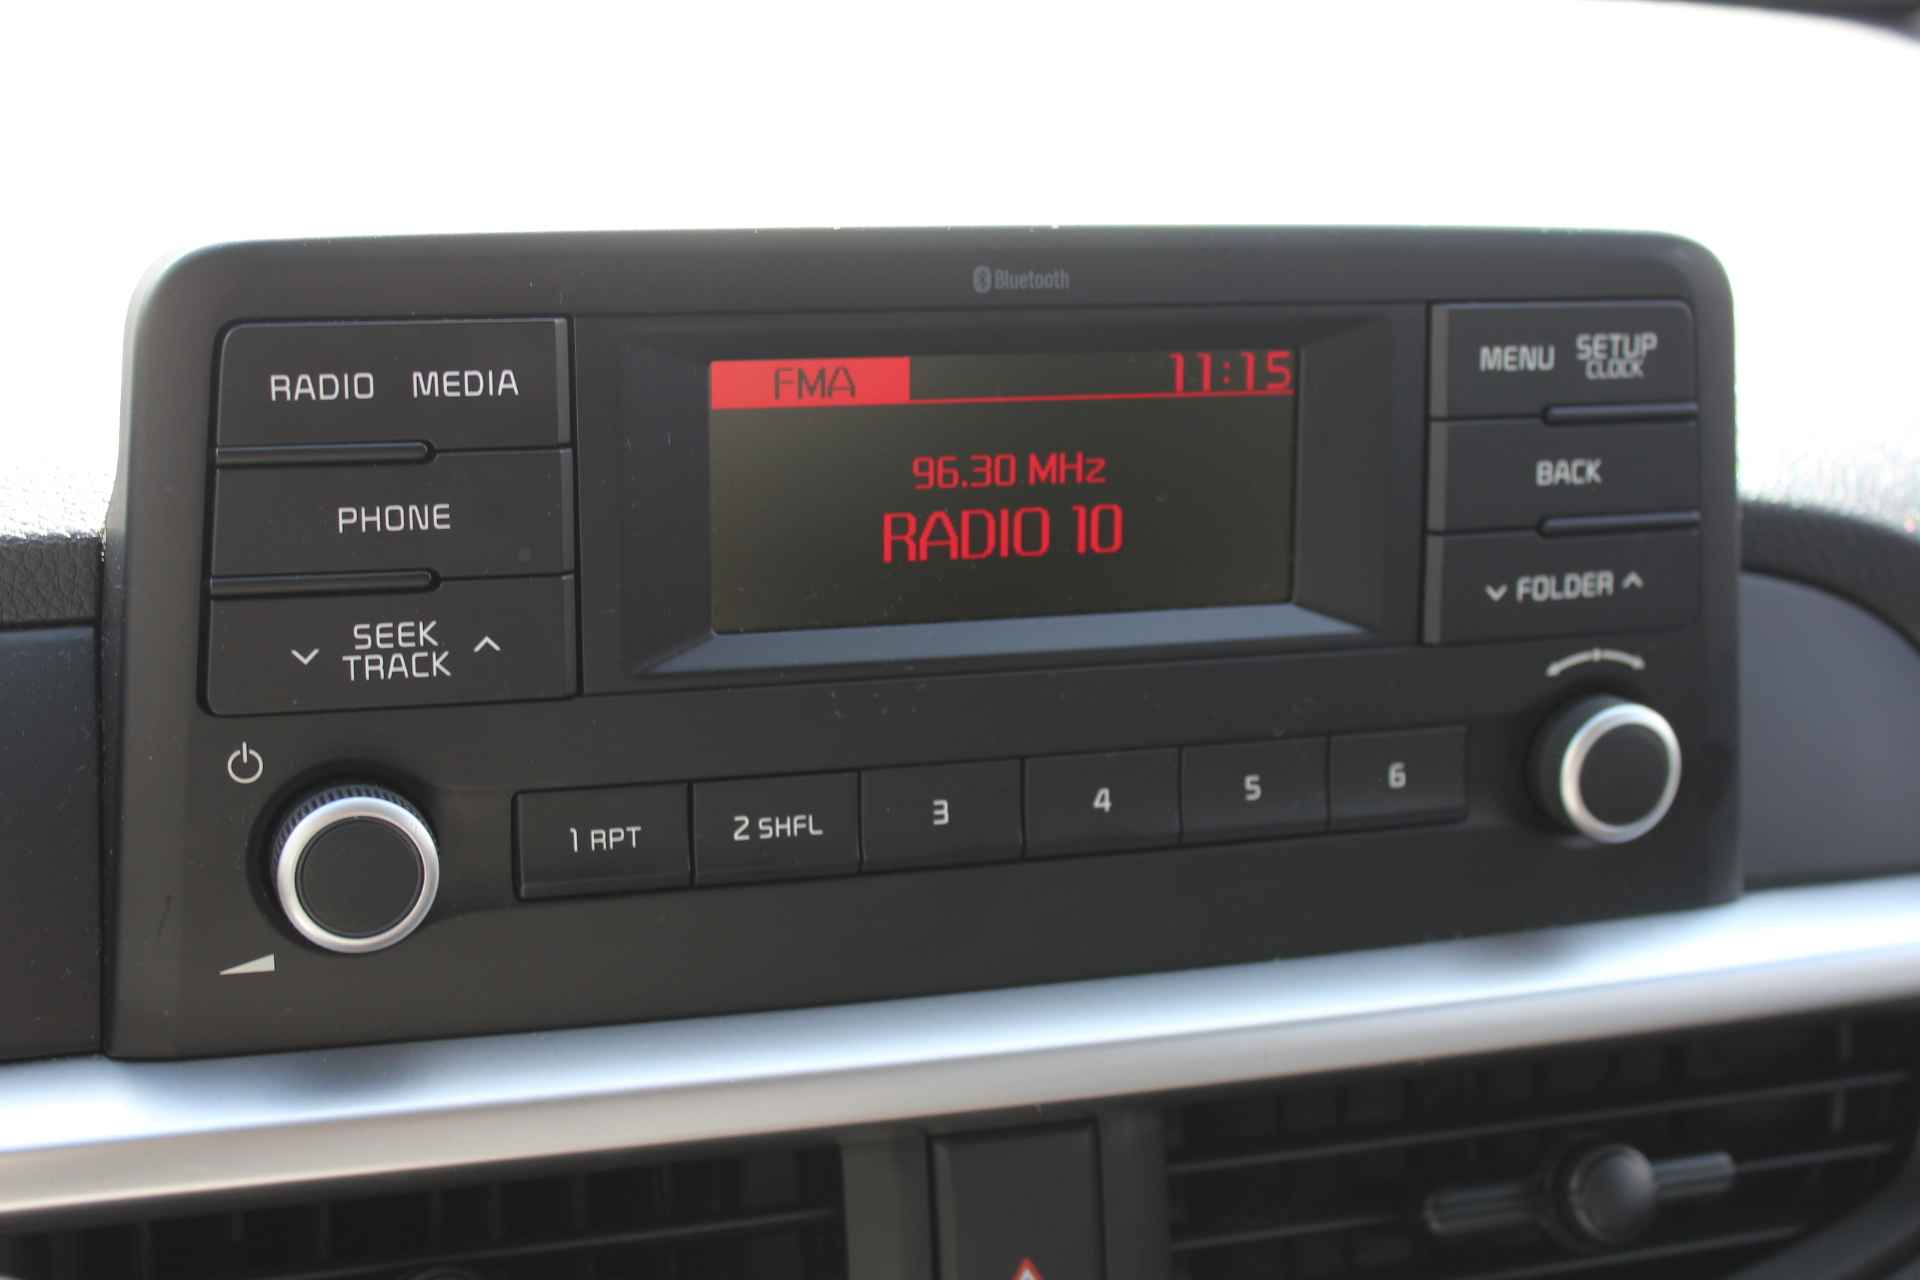 Bluetooth
RADIO MEDIA
PHONE
SEEK
TRACK
FMA 11:15
96.30 MHz
RADIO 10
MENU SETUP
CLOCK
BACK
FOLDER
1 RPT 2 SHFL 3 4 5 6